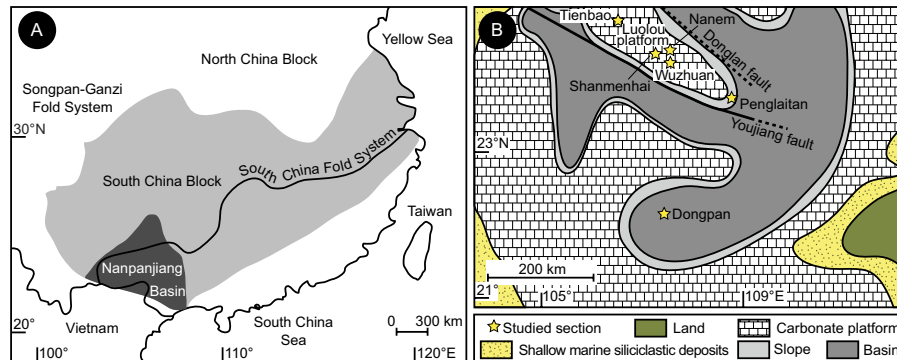 A
Yellow Sea
North China Block
Songpan-Ganzi
Fold System
30°N
South China Fold System
South China Block
Taiwan
Nanpanjiang
Basin
20°
Vietnam
South China
Sea
0 300 km
100° 110° 120°E
B
Tienbao
Nanem
Luolou
platform
Donglan fault
Shanmenhai
Wuzhuan
Penglaitan
Youjiang fault
23°N
Dongpan
200 km
21°
105° 109°E
Studied section
Land
Carbonate platform
Shallow marine siliciclastic deposits
Slope
Basin